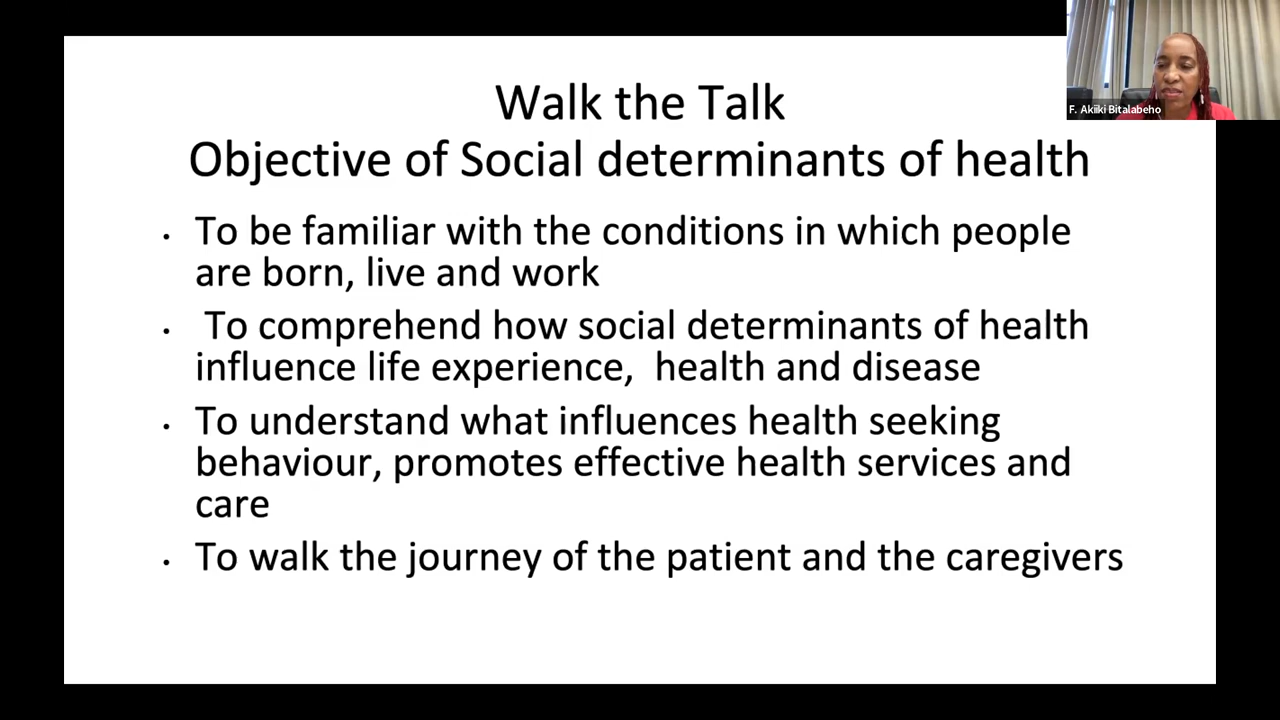 F. Akiiki Bitalabeho
Walk the Talk
Objective of Social determinants of health
• To be familiar with the conditions in which people
are born, live and work
• To comprehend how social determinants of health
influence life experience, health and disease
• To understand what influences health seeking
behaviour, promotes effective health services and
care
• To walk the journey of the patient and the caregivers